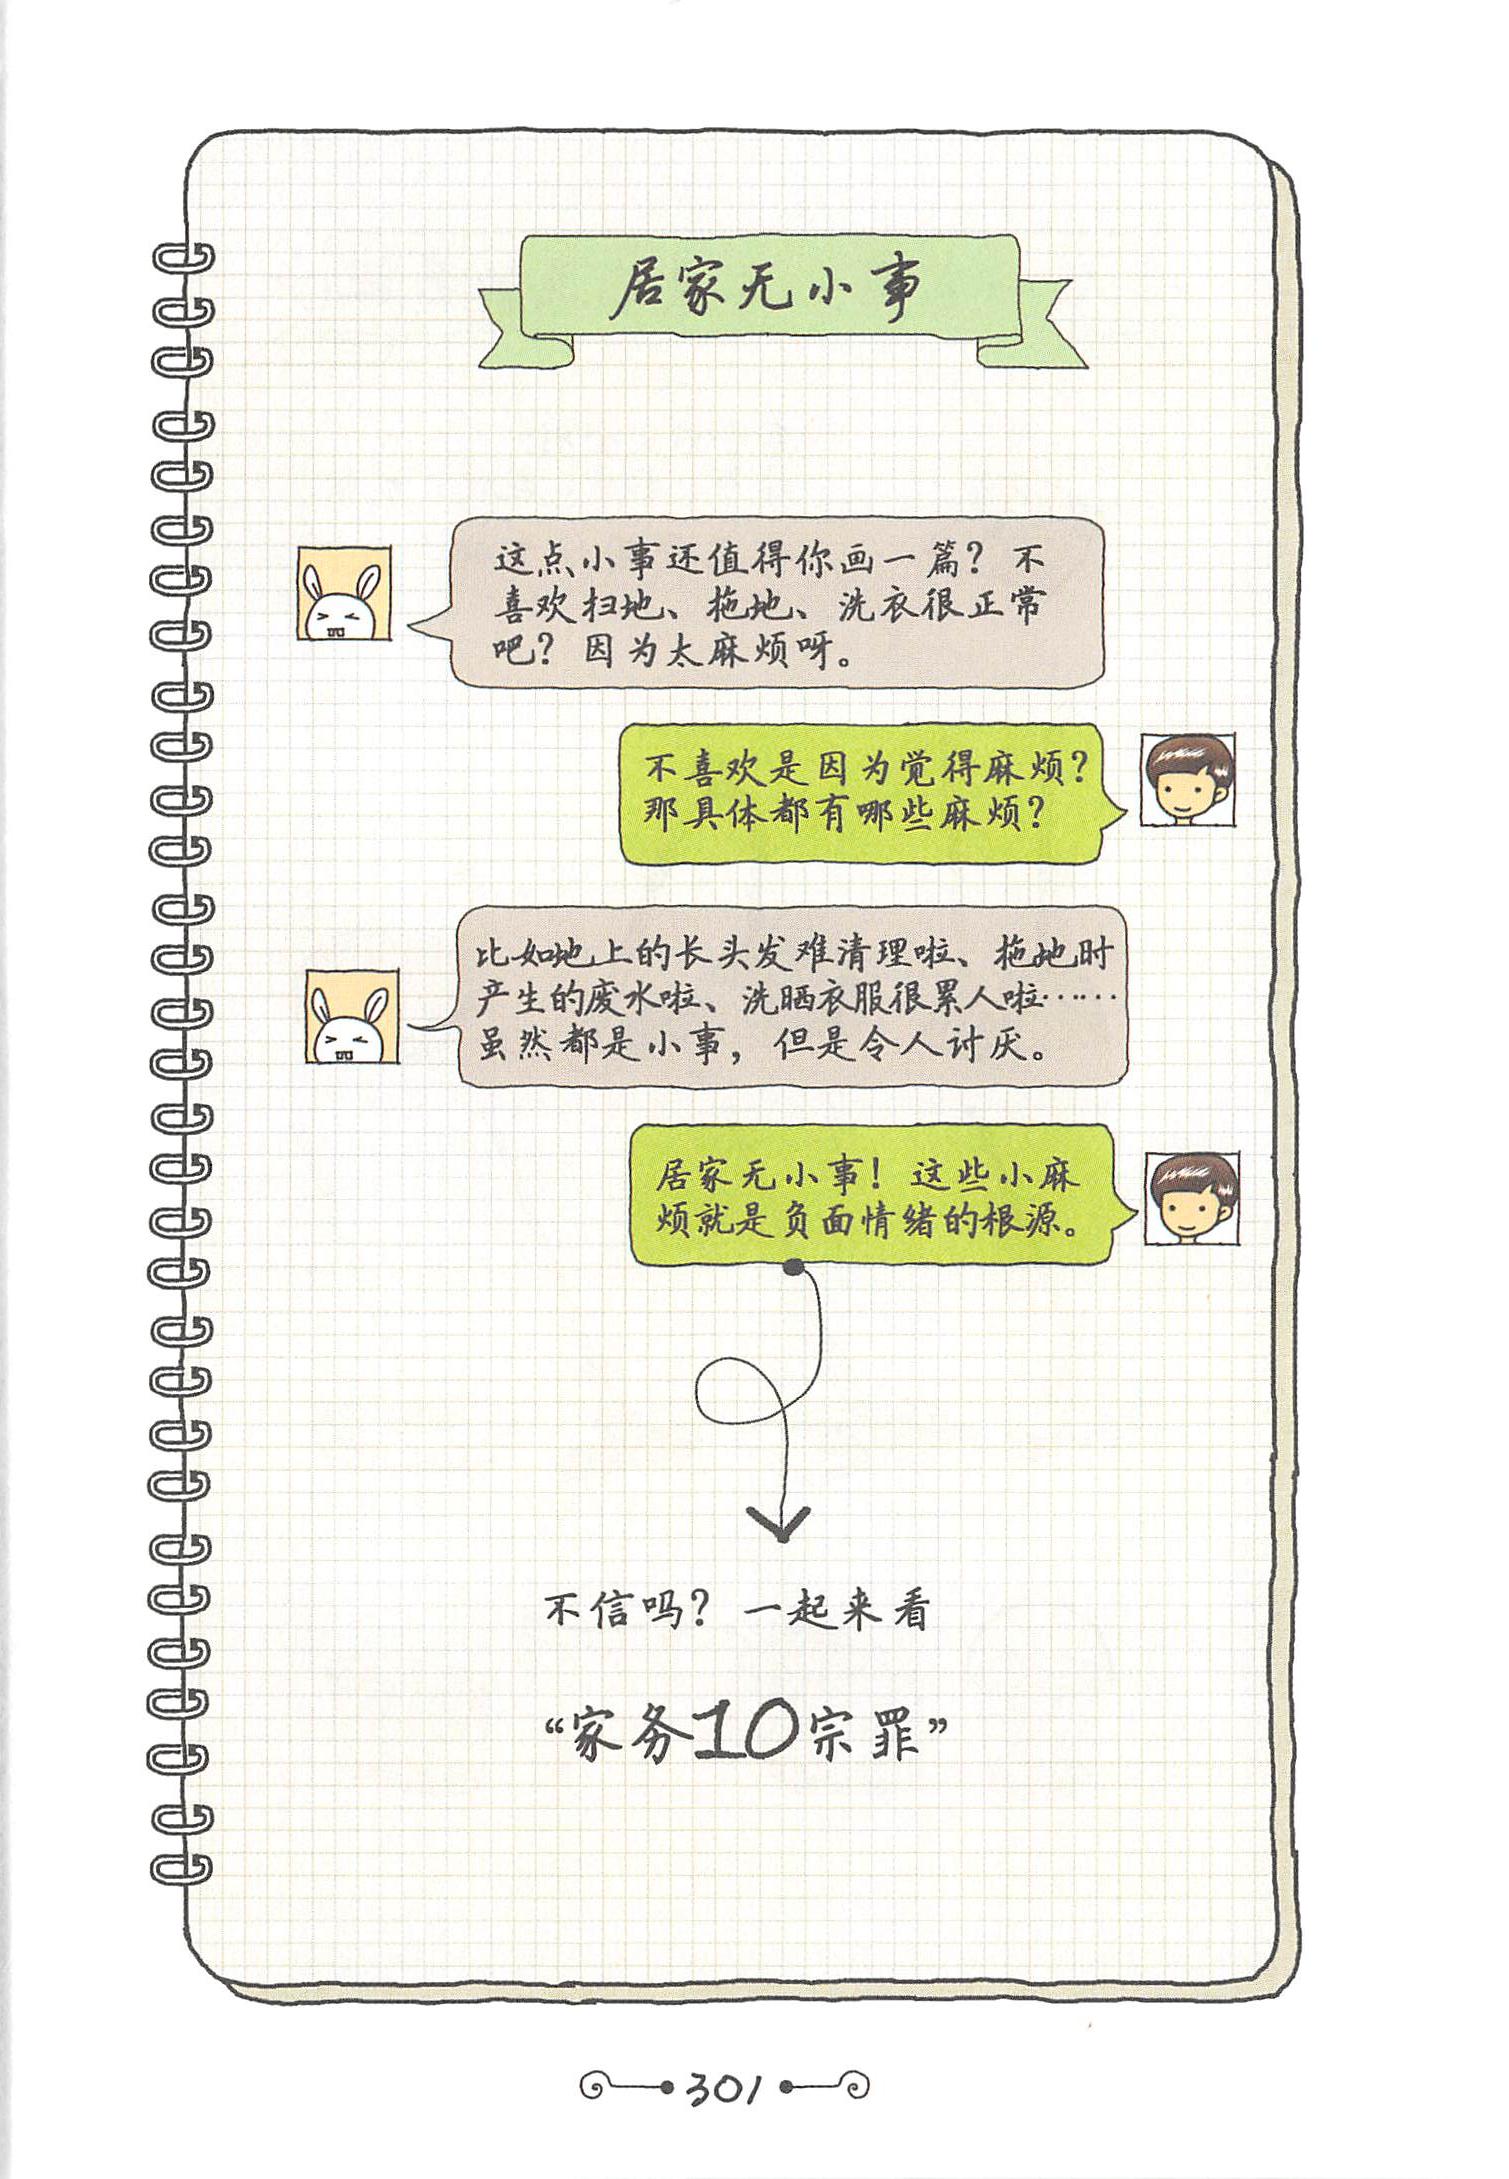 居家无小事
这点小事还值得你画一篇？不
喜欢扫地、拖地、洗衣很正常
吧？因为太麻烦呀。
不喜欢是因为觉得麻烦？
那具体都有哪些麻烦？
比如地上的长头发难清理啦、拖地时
产生的废水啦、洗晒衣服很累人啦……
虽然都是小事，但是令人讨厌。
居家无小事！这些小麻
烦就是负面情绪的根源。
不信吗？一起来看
“家务10宗罪”
301